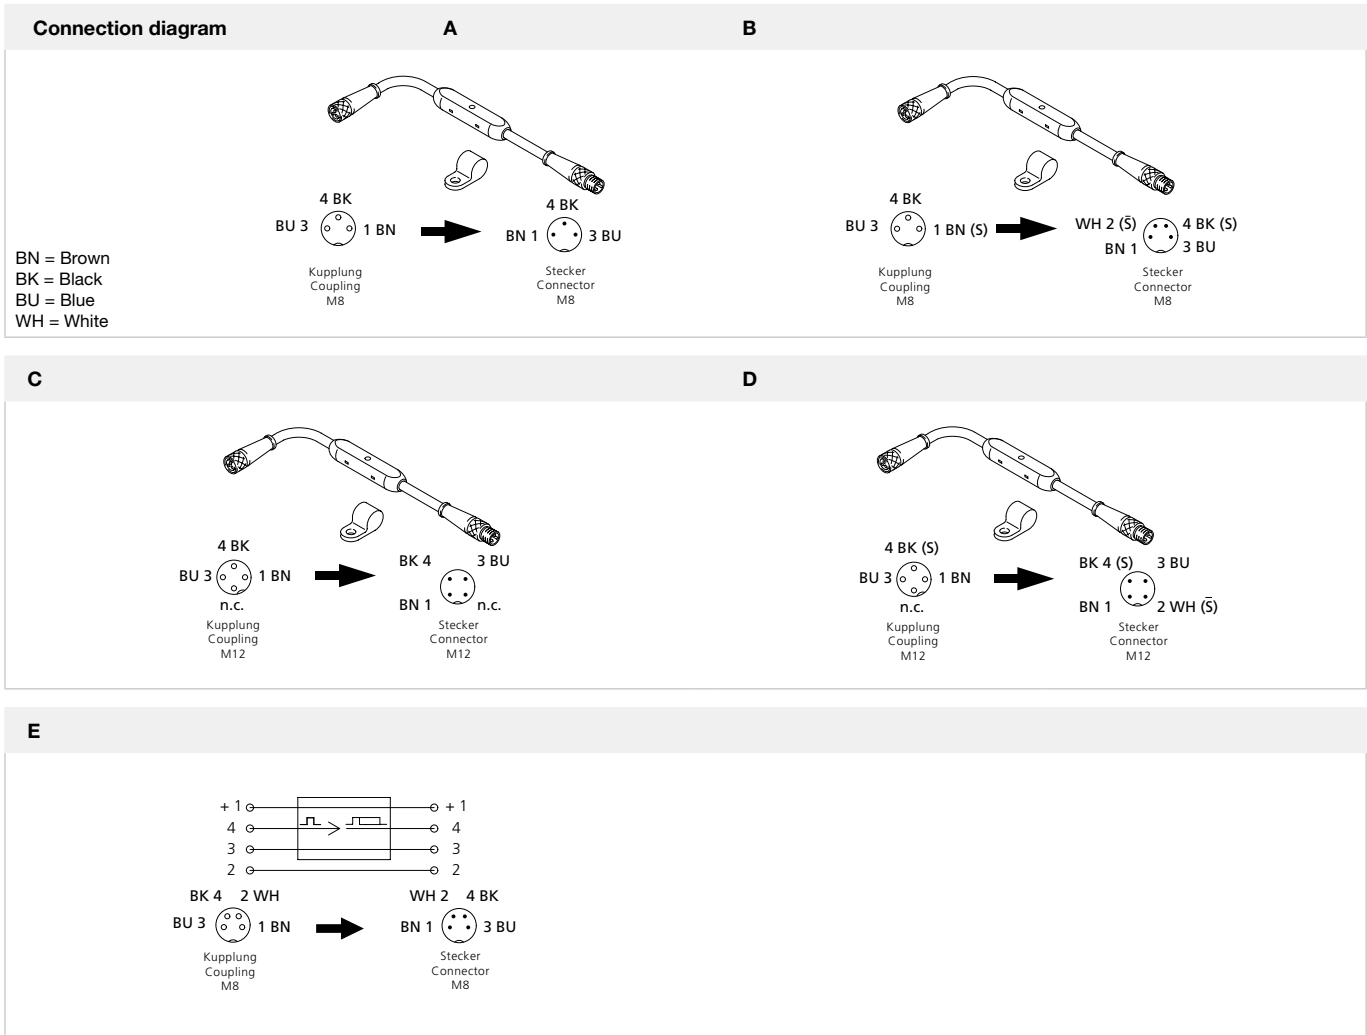 Connection diagram A B
4 BK
BU 3 1 BN
Kupplung
Coupling
M8
4 BK
BN 1 3 BU
Stecker
Connector
M8
BN = Brown
BK = Black
BU = Blue
WH = White
4 BK
BU 3 1 BN (S)
Kupplung
Coupling
M8
WH 2 (S̄) 4 BK (S)
BN 1 3 BU
Stecker
Connector
M8
C D
4 BK
BU 3 1 BN
n.c.
Kupplung
Coupling
M12
BK 4 3 BU
BN 1 n.c.
Stecker
Connector
M12
4 BK (S)
BU 3 1 BN
n.c.
Kupplung
Coupling
M12
BK 4 (S) 3 BU
BN 1 2 WH (S̄)
Stecker
Connector
M12
E
+ 1 + 1
4 4
3 3
2 2
BK 4 2 WH
BU 3 1 BN
Kupplung
Coupling
M8
WH 2 4 BK
BN 1 3 BU
Stecker
Connector
M8